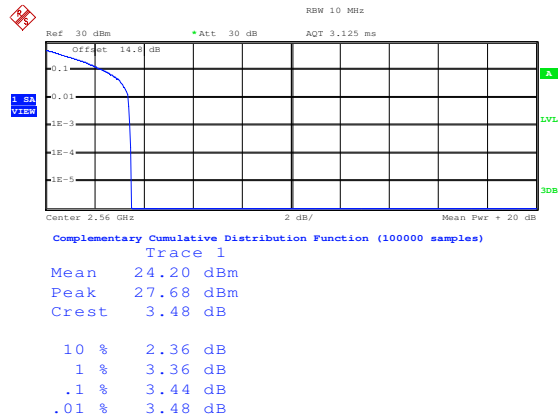 RBW 10 MHz
Ref 30 dBm *Att 30 dB AQT 3.125 ms
Offset 14.8 dB
0.1
A
0.01
1 SA
VIEW
1E-3
LVL
1E-4
1E-5
3DB
Center 2.56 GHz 2 dB/ Mean Pwr + 20 dB
Complementary Cumulative Distribution Function (100000 samples)
Trace 1
Mean 24.20 dBm
Peak 27.68 dBm
Crest 3.48 dB
10 % 2.36 dB
1 % 3.36 dB
.1 % 3.44 dB
.01 % 3.48 dB